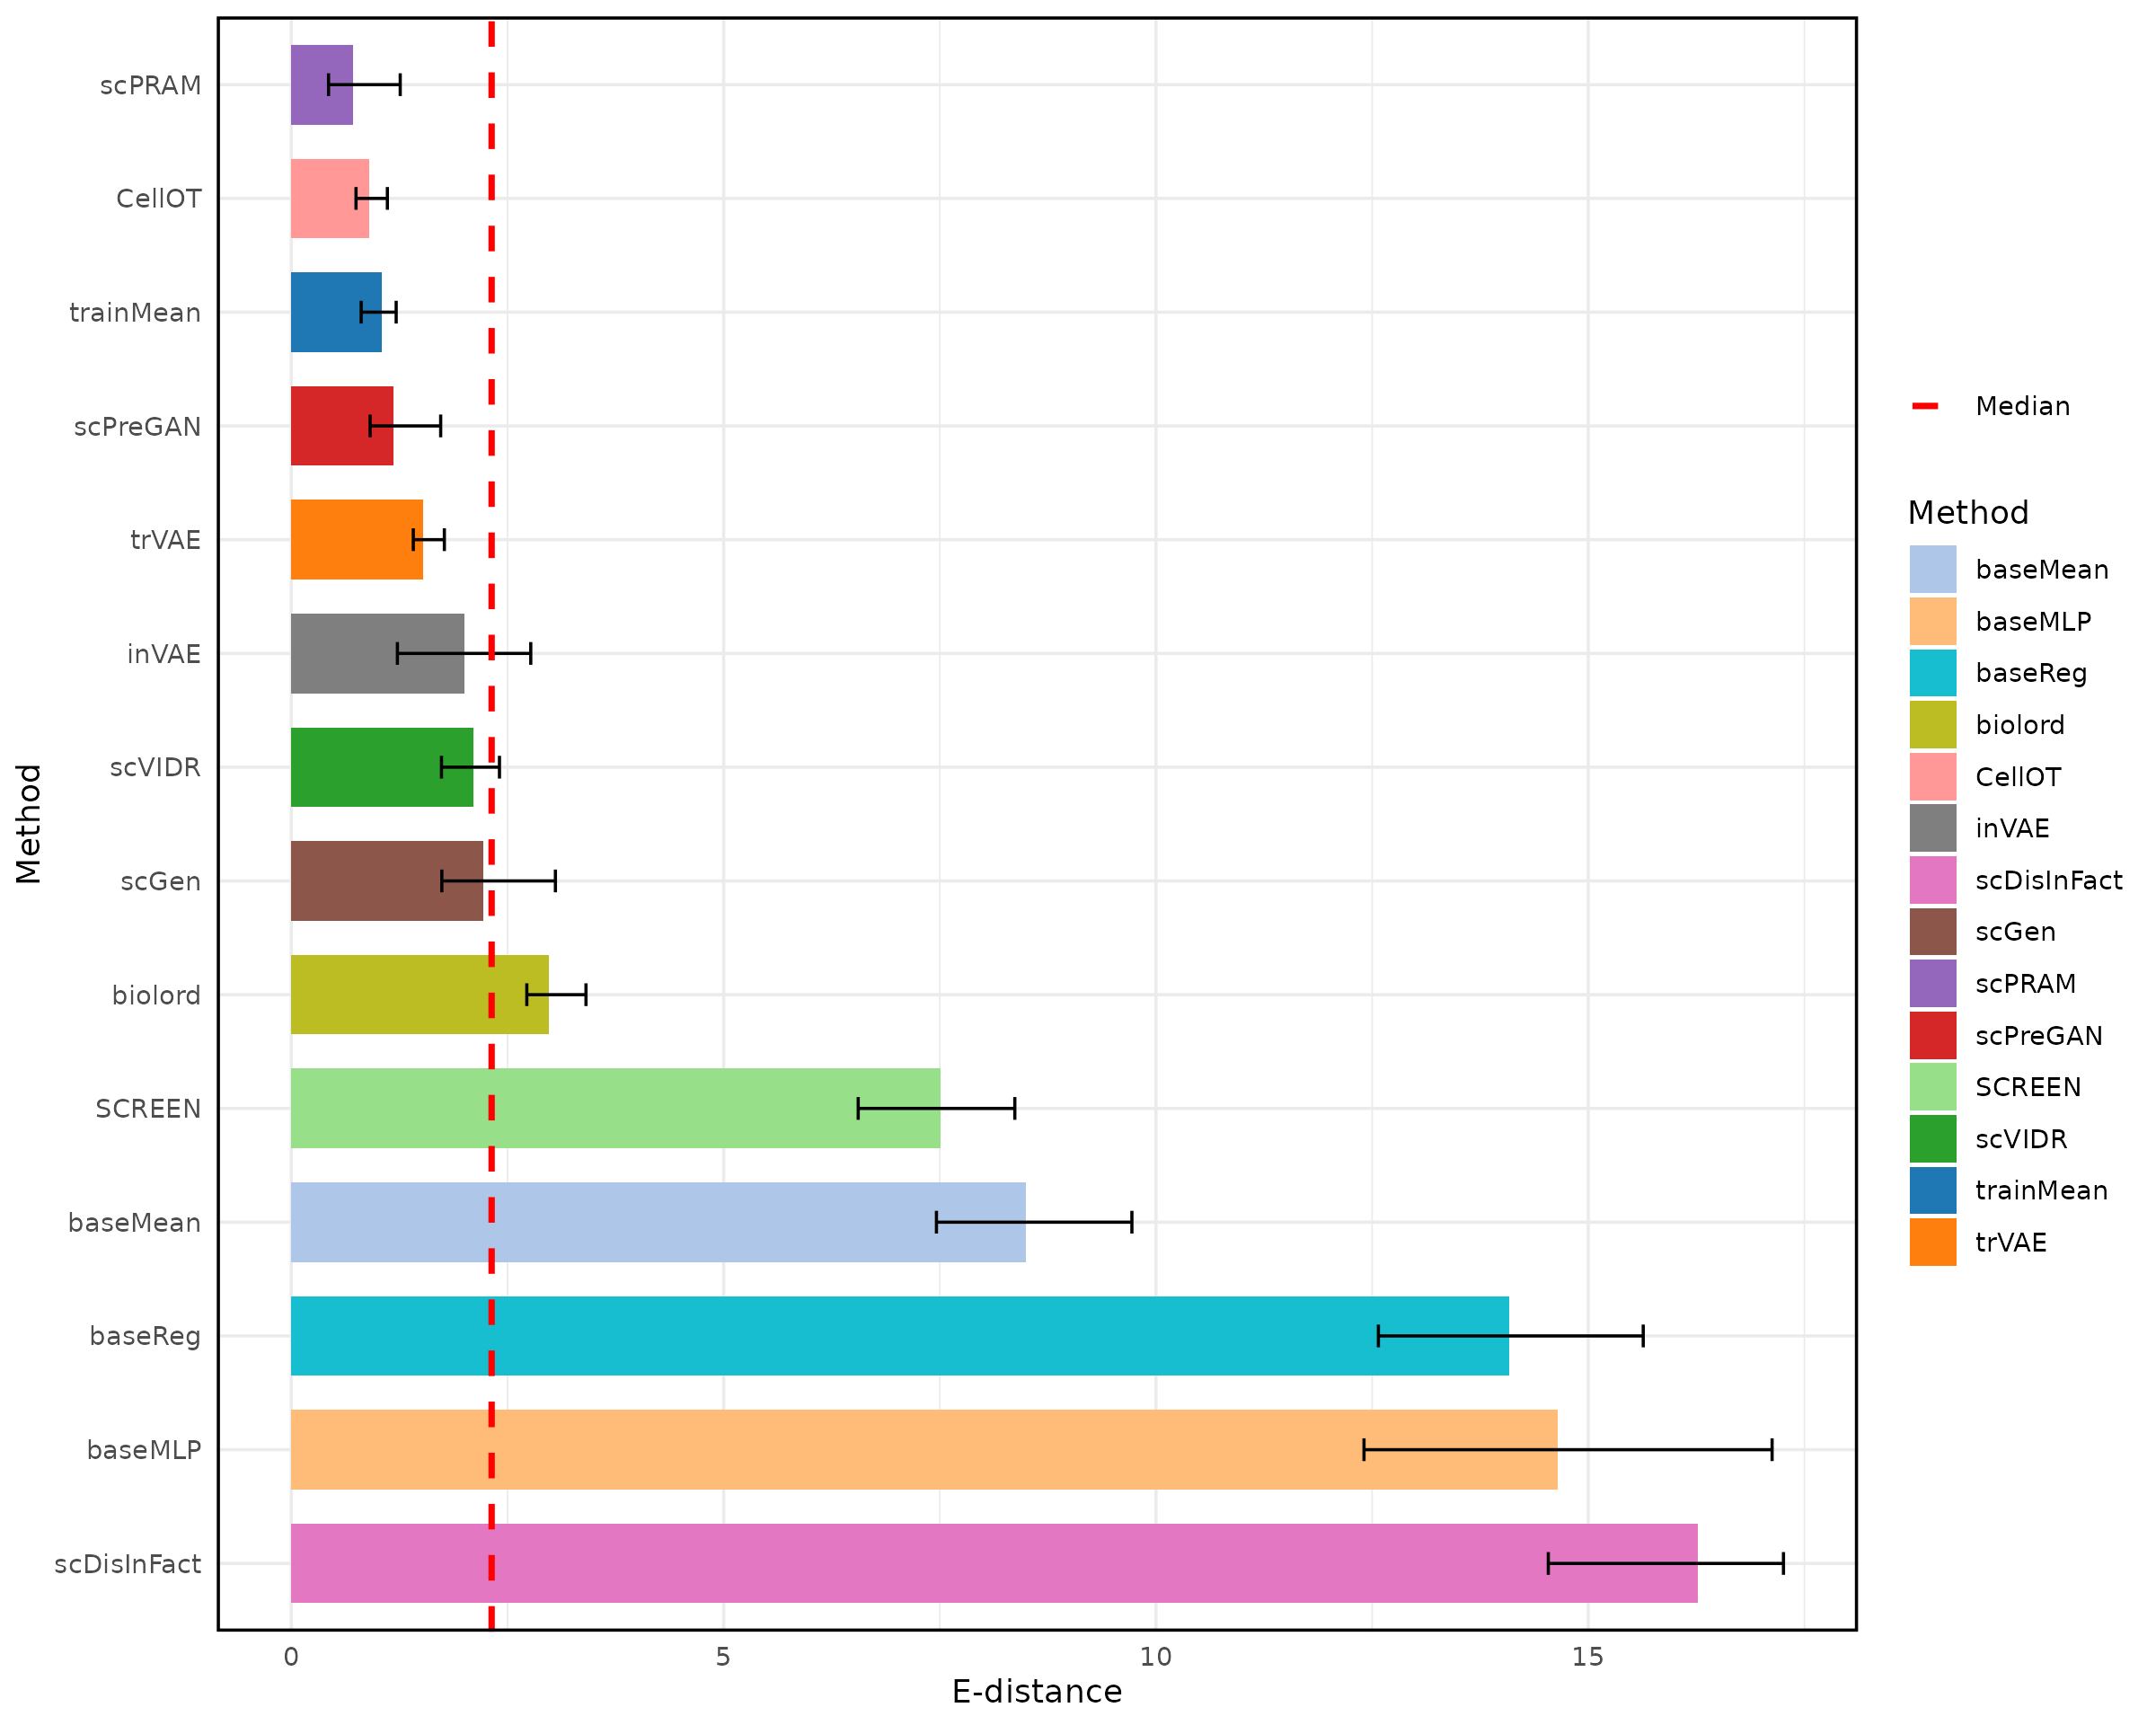 scPRAM
CellOT
trainMean
scPreGAN
trVAE
inVAE
scVIDR
scGen
biolord
SCREEN
baseMean
baseReg
baseMLP
scDisInFact
Method
0 5 10 15
E-distance
Median
Method
baseMean
baseMLP
baseReg
biolord
CellOT
inVAE
scDisInFact
scGen
scPRAM
scPreGAN
SCREEN
scVIDR
trainMean
trVAE